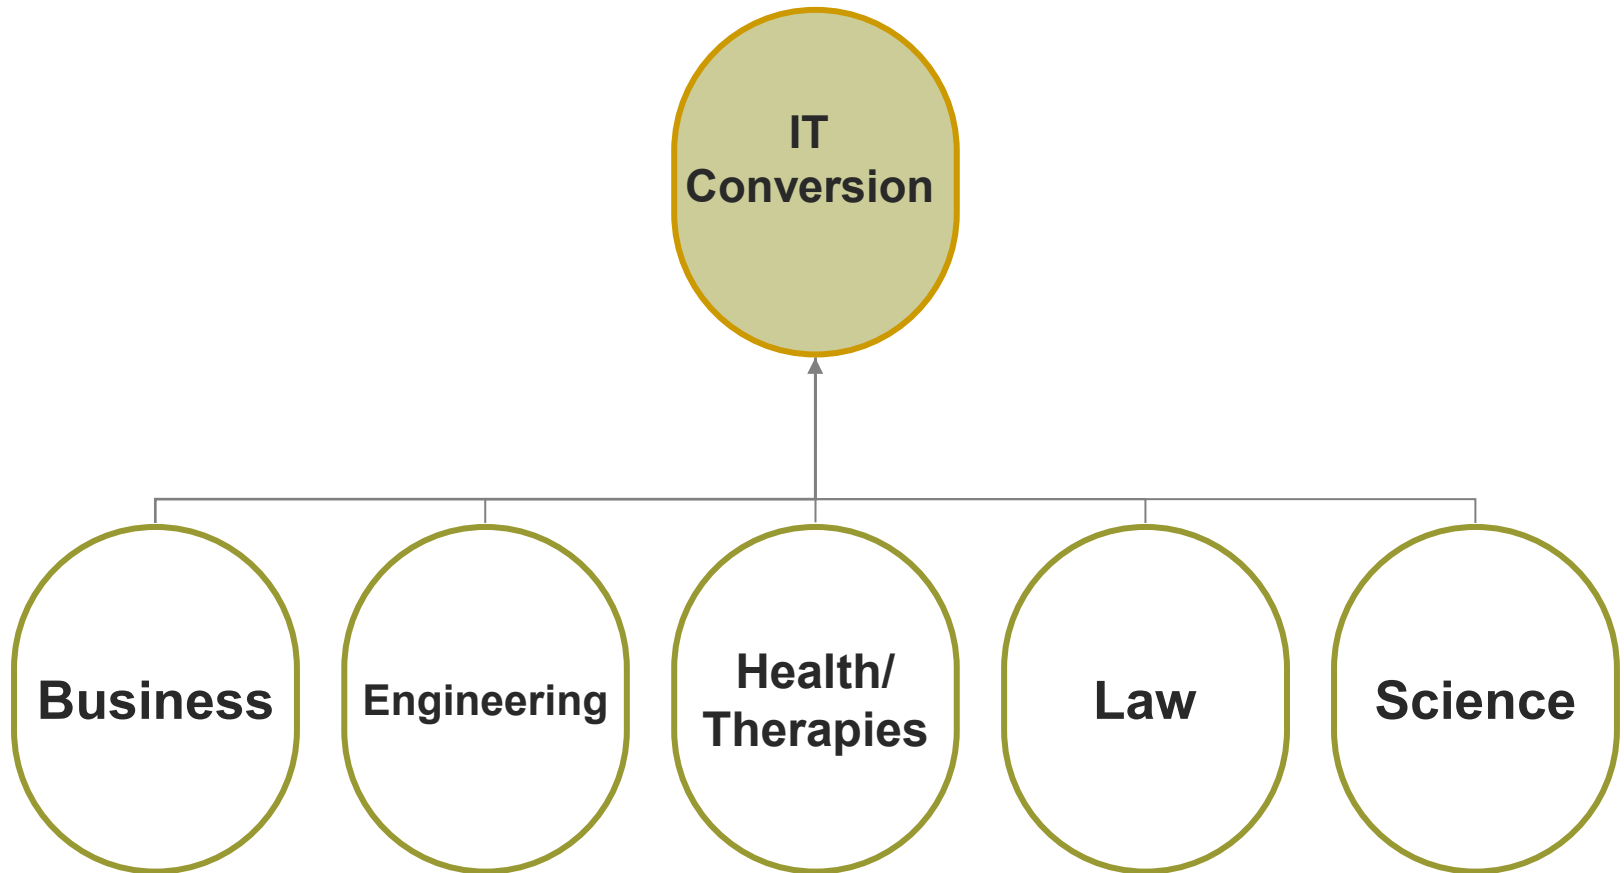 IT
Conversion
Business
Engineering
Health/
Therapies
Law
Science